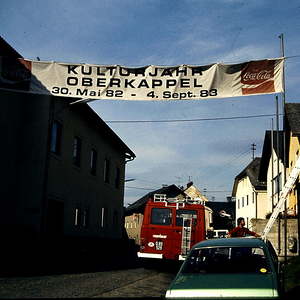 KULTURJAHR
OBERKAPPEL
30. Mai 82 - 4. Sept. 83
Coca-Cola